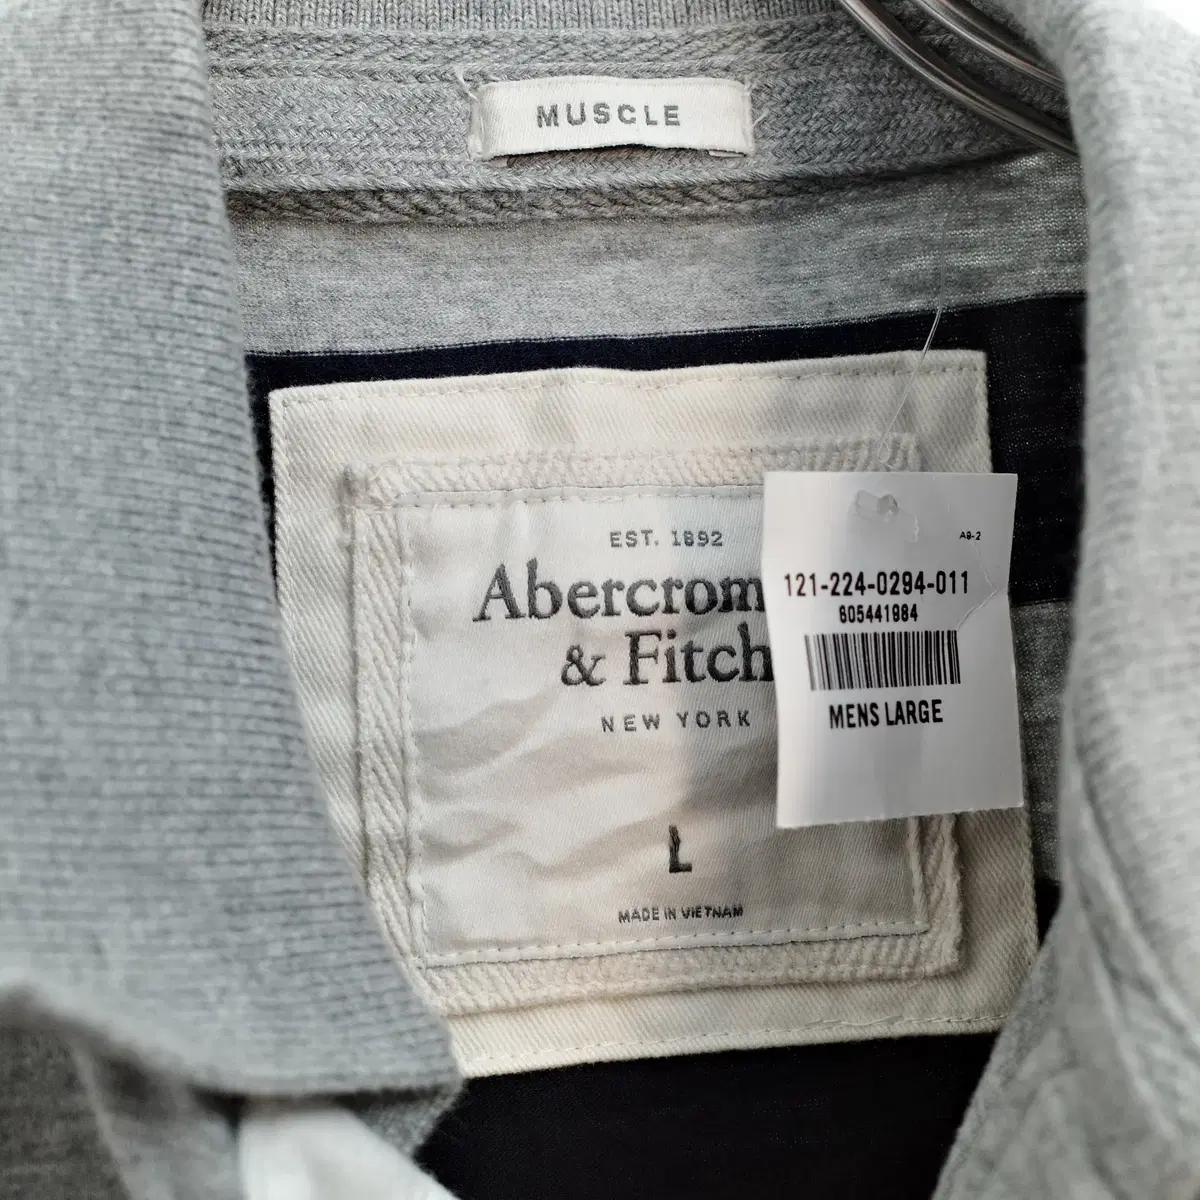 MUSCLE
EST. 1892
Abercrom
& Fitch
NEW YORK
L
MADE IN VIETNAM
A9-2
121-224-0294-011
605441984
MENS LARGE